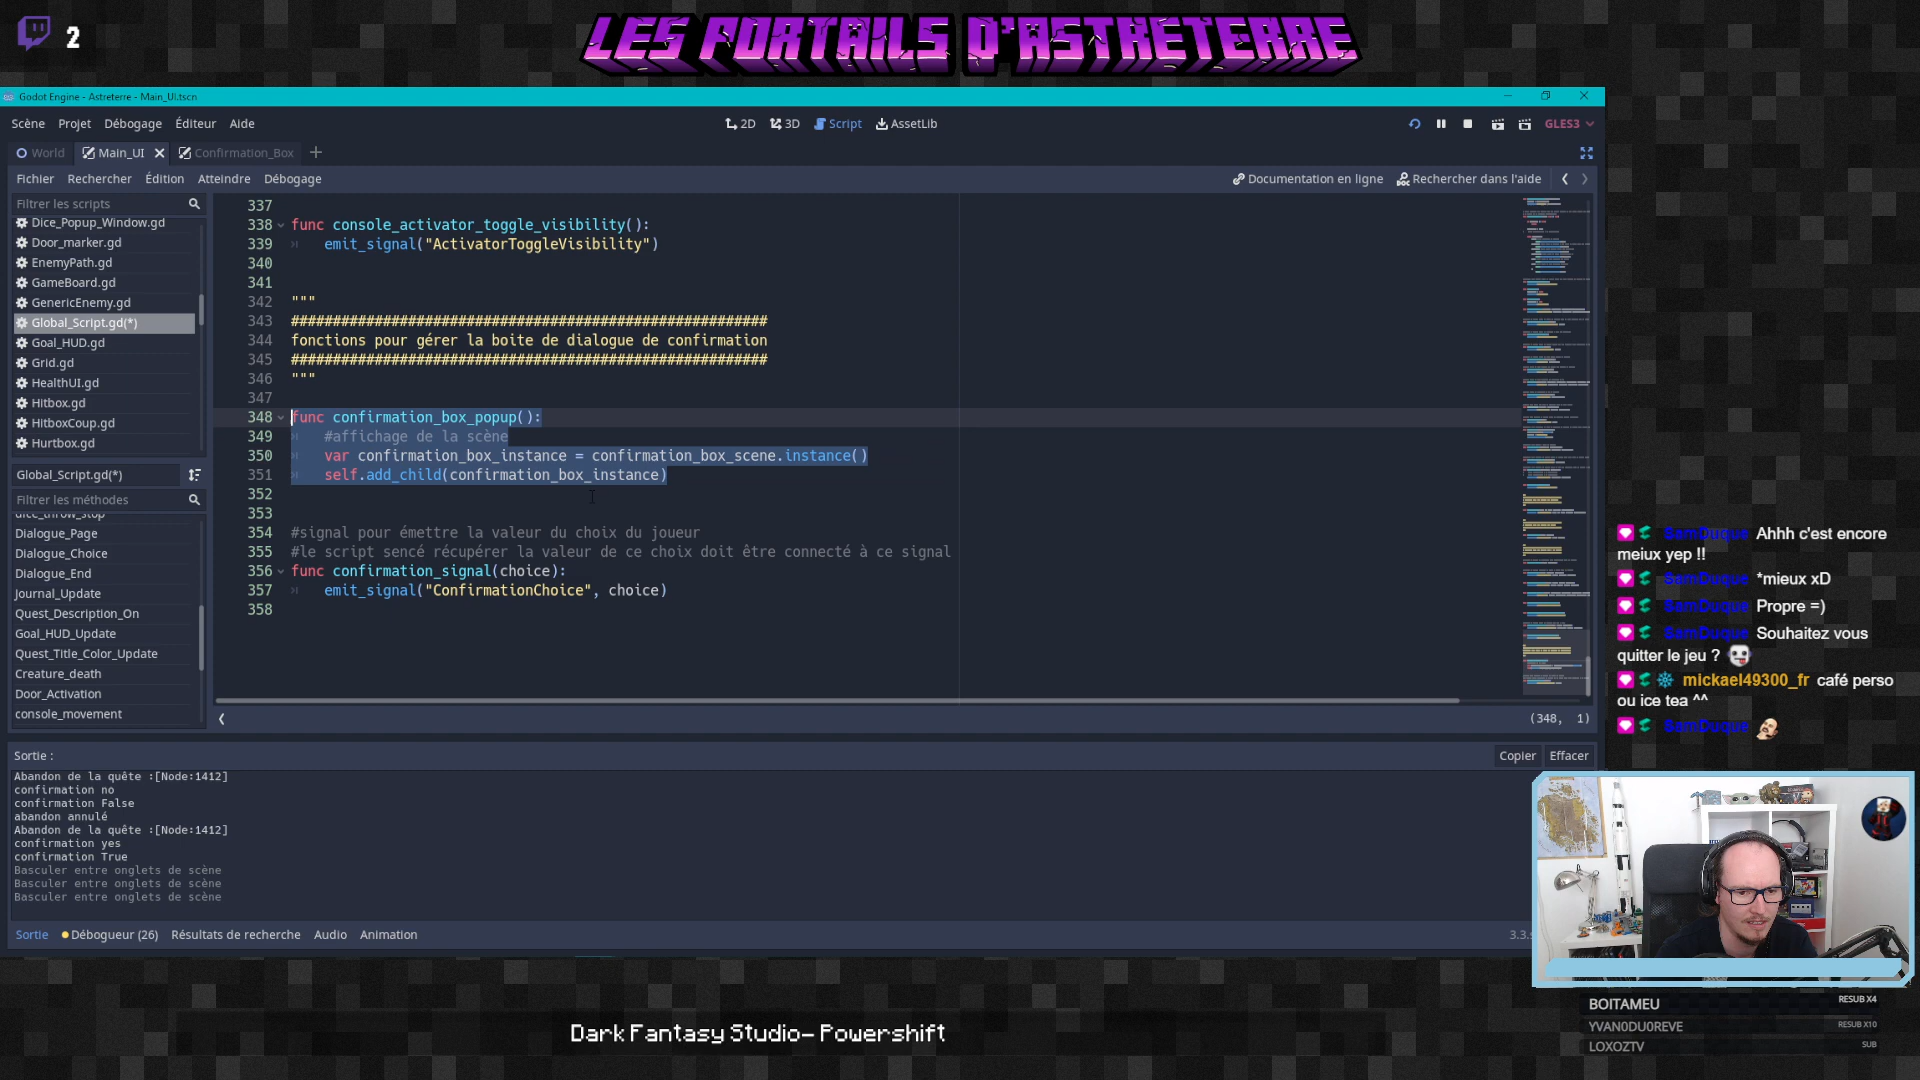 2
LES PORTAILS D'ASTRETERRE
Godot Engine - Astreterre - Main_UI.tscn
Scène Projet Débogage Éditeur Aide
2D 3D Script AssetLib
GLES3
World Main_UI Confirmation_Box
Fichier Rechercher Édition Atteindre Débogage
Documentation en ligne Rechercher dans l'aide
Filtrer les scripts
Dice_Popup_Window.gd
Door_marker.gd
EnemyPath.gd
GameBoard.gd
GenericEnemy.gd
Global_Script.gd(*)
Goal_HUD.gd
Grid.gd
HealthUI.gd
Hitbox.gd
HitboxCoup.gd
Hurtbox.gd
Global_Script.gd(*)
Filtrer les méthodes
dice_throw_stop
Dialogue_Page
Dialogue_Choice
Dialogue_End
Journal_Update
Quest_Description_On
Goal_HUD_Update
Quest_Title_Color_Update
Creature_death
Door_Activation
console_movement
337
338 func console_activator_toggle_visibility():
339 emit_signal("ActivatorToggleVisibility")
340
341
342 """
343 #########################################################
344 fonctions pour gérer la boite de dialogue de confirmation
345 #########################################################
346 """
347
348 func confirmation_box_popup():
349 #affichage de la scène
350 var confirmation_box_instance = confirmation_box_scene.instance()
351 self.add_child(confirmation_box_instance)
352
353
354 #signal pour émettre la valeur du choix du joueur
355 #le script sencé récupérer la valeur de ce choix doit être connecté à ce signal
356 func confirmation_signal(choice):
357 emit_signal("ConfirmationChoice", choice)
358
(348, 1)
Sortie :
Copier Effacer
Abandon de la quête :[Node:1412]
confirmation no
confirmation False
abandon annulé
Abandon de la quête :[Node:1412]
confirmation yes
confirmation True
Basculer entre onglets de scène
Basculer entre onglets de scène
Basculer entre onglets de scène
Sortie Débogueur (26) Résultats de recherche Audio Animation
SamDuque Ahhh c'est encore
meiux yep !!
SamDuque *mieux xD
SamDuque Propre =)
SamDuque Souhaitez vous
quitter le jeu ?
mickael49300_fr café perso
ou ice tea ^^
SamDuque
BOITAMEU RESUB X4
YVAN0DU0REVE RESUB X10
LOXOZTV SUB
Dark Fantasy Studio- Powershift